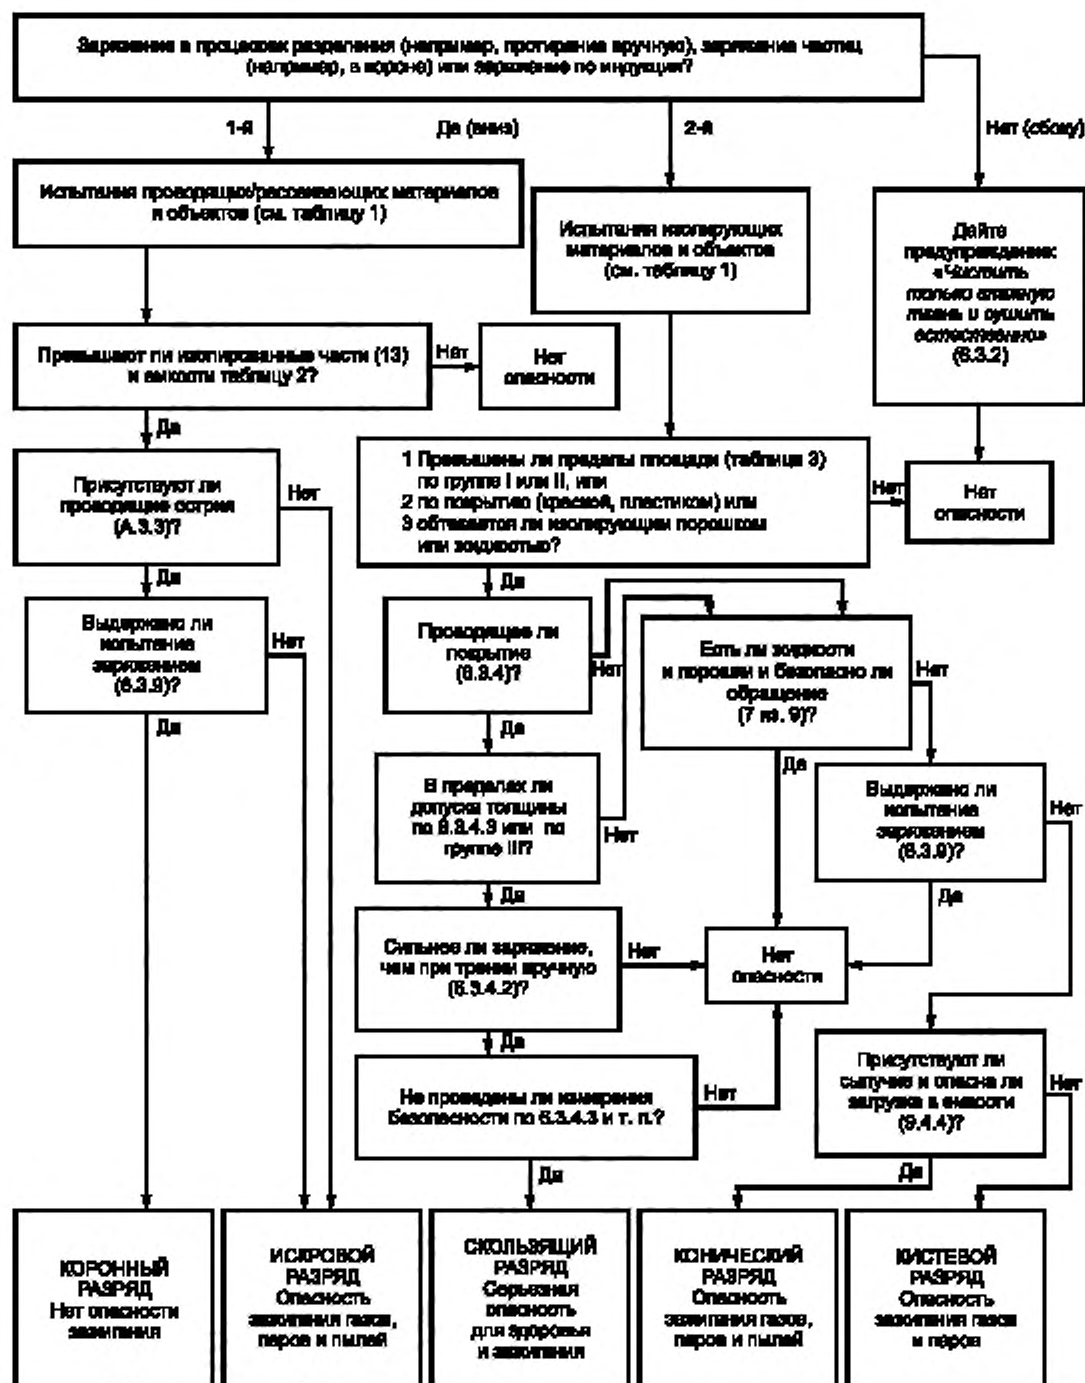 Заряжение в процессах разделения (например, протирание вручную), заряжение частиц
(например, в короне) или заряжение по индукции?
1-й
Да (вниз)
2-й
Нет (сбоку)
Испытания проводящих/рассеивающих материалов
и объектов (см. таблицу 1)
Испытания изолирующих
материалов и объектов
(см. таблицу 1)
Дайте
предупреждение:
«Чистить
только влажную
ткань и сушить
естественно»
(6.3.2)
Превышают ли изолированные части (13)
и емкости таблицу 2?
Нет
Нет
опасности
Да
Присутствуют ли
проводящие острия
(А.3.3)?
Нет
1 Превышены ли пределы площади (таблица 3)
по группе I или II, или
2 по покрытию (краской, пластиком) или
3 обтекается ли изолирующим порошком
или жидкостью?
Нет
Нет
опасности
Да
Да
Выдержано ли
испытание
заряжением
(6.3.9)?
Нет
Проводящее ли
покрытие
(6.3.4)?
Нет
Есть ли жидкости
и порошки и безопасно ли
обращение
(7 из. 9)?
Нет
Да
Да
Да
В пределах ли
допуска толщины
по 6.3.4.3 или по
группе III?
Нет
Выдержано ли
испытание
заряжением
(6.3.9)?
Нет
Да
Да
Сильнее ли заряжение,
чем при трении вручную
(6.3.4.2)?
Нет
Нет
опасности
Да
Не проведены ли измерения
безопасности по 6.3.4.3 и т. п.?
Нет
Присутствуют ли
сыпучие и опасна ли
загрузка в емкости
(9.4.4)?
Нет
Да
Да
КОРОННЫЙ
РАЗРЯД
Нет опасности
зажигания
ИСКРОВОЙ
РАЗРЯД
Опасность
зажигания газов,
паров и пылей
СКОЛЬЗЯЩИЙ
РАЗРЯД
Серьезная
опасность
для здоровья
и зажигания
КОНИЧЕСКИЙ
РАЗРЯД
Опасность
зажигания газов,
паров и пылей
КИСТЕВОЙ
РАЗРЯД
Опасность
зажигания газов
и паров